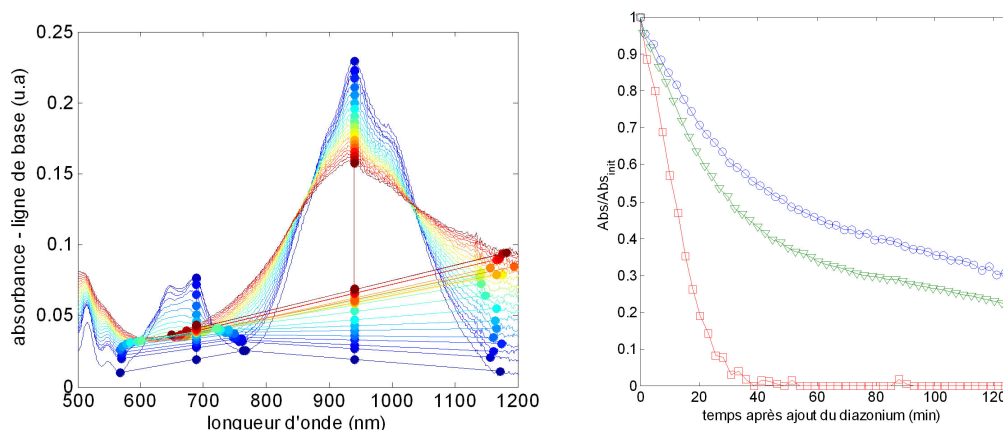 absorbance - ligne de base (u.a)
0.25
0.2
0.15
0.1
0.05
0
500 600 700 800 900 1000 1100 1200
longueur d'onde (nm)
Abs/Abs_init
1
0.9
0.8
0.7
0.6
0.5
0.4
0.3
0.2
0.1
0
0 20 40 60 80 100 120
temps après ajout du diazonium (min)